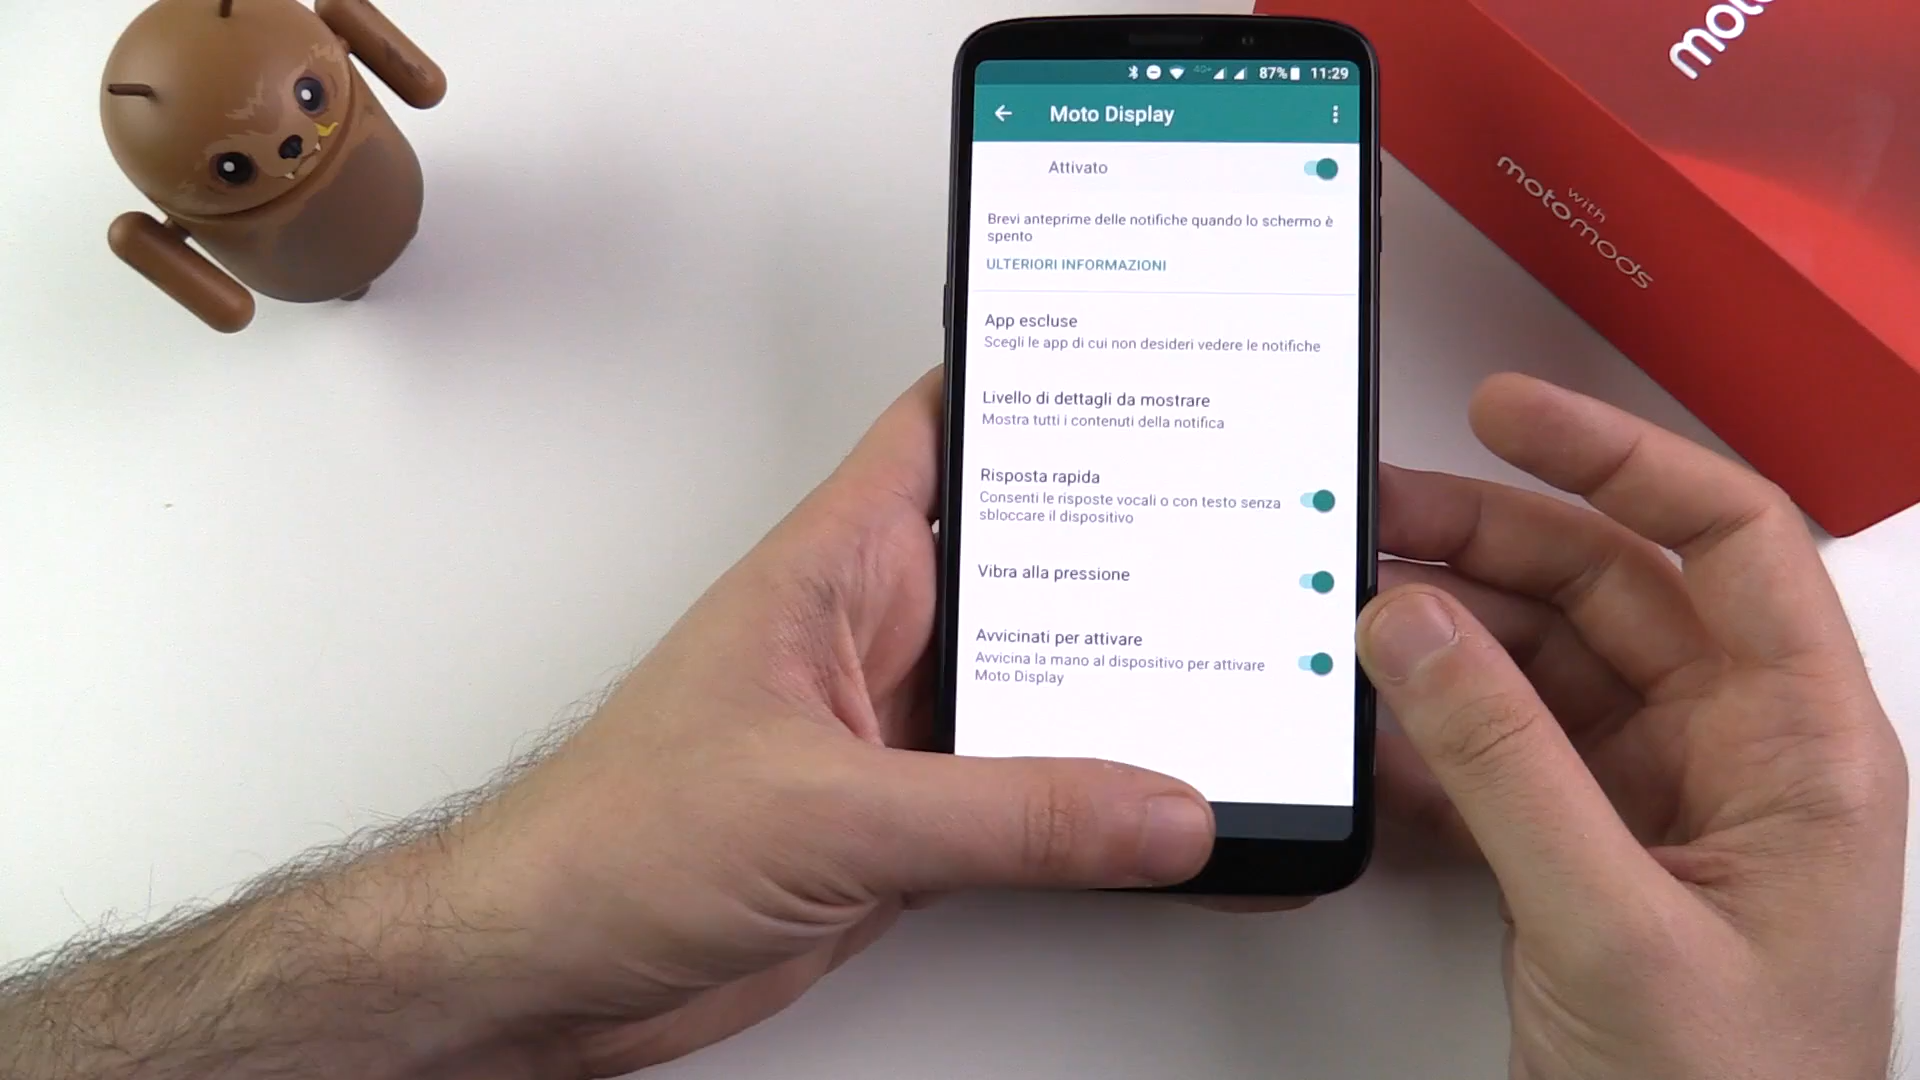 4G+ 87% 11:29
Moto Display
Attivato
Brevi anteprime delle notifiche quando lo schermo è
spento
ULTERIORI INFORMAZIONI
App escluse
Scegli le app di cui non desideri vedere le notifiche
Livello di dettagli da mostrare
Mostra tutti i contenuti della notifica
Risposta rapida
Consenti le risposte vocali o con testo senza
sbloccare il dispositivo
Vibra alla pressione
Avvicinati per attivare
Avvicina la mano al dispositivo per attivare
Moto Display
with
motomods